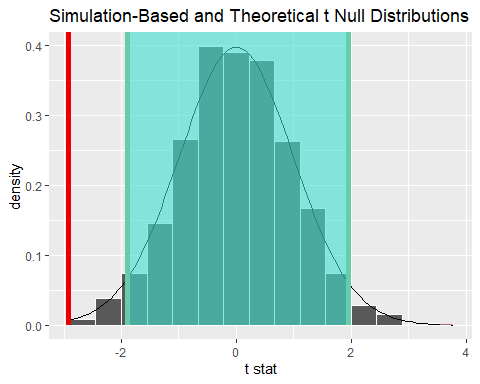 Simulation-Based and Theoretical t Null Distributions
0.4
0.3
0.2
0.1
0.0
density
-2 0 2 4
t stat